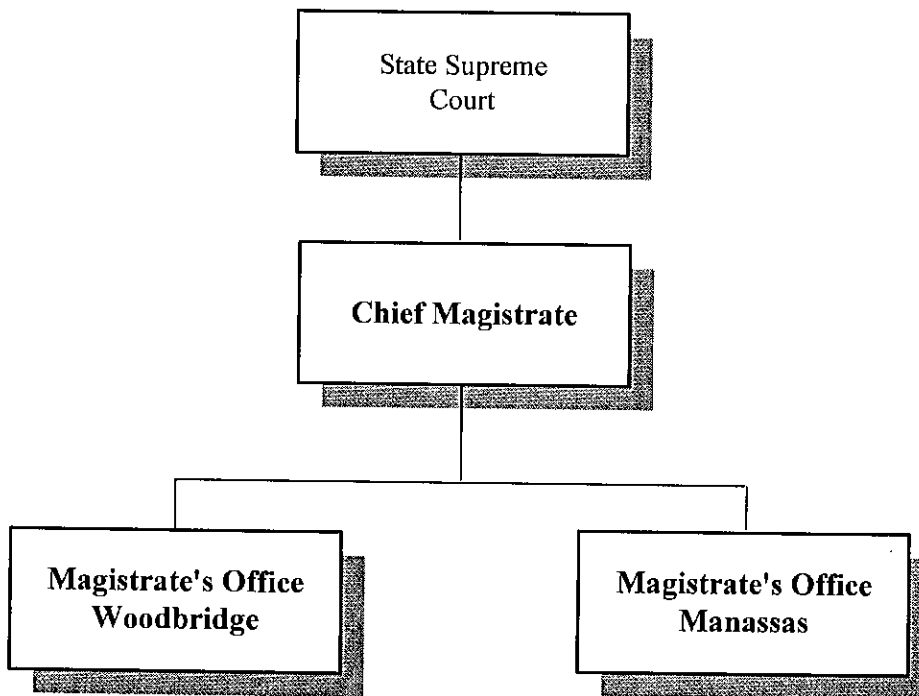 State Supreme
Court
Chief Magistrate
Magistrate's Office
Woodbridge
Magistrate's Office
Manassas